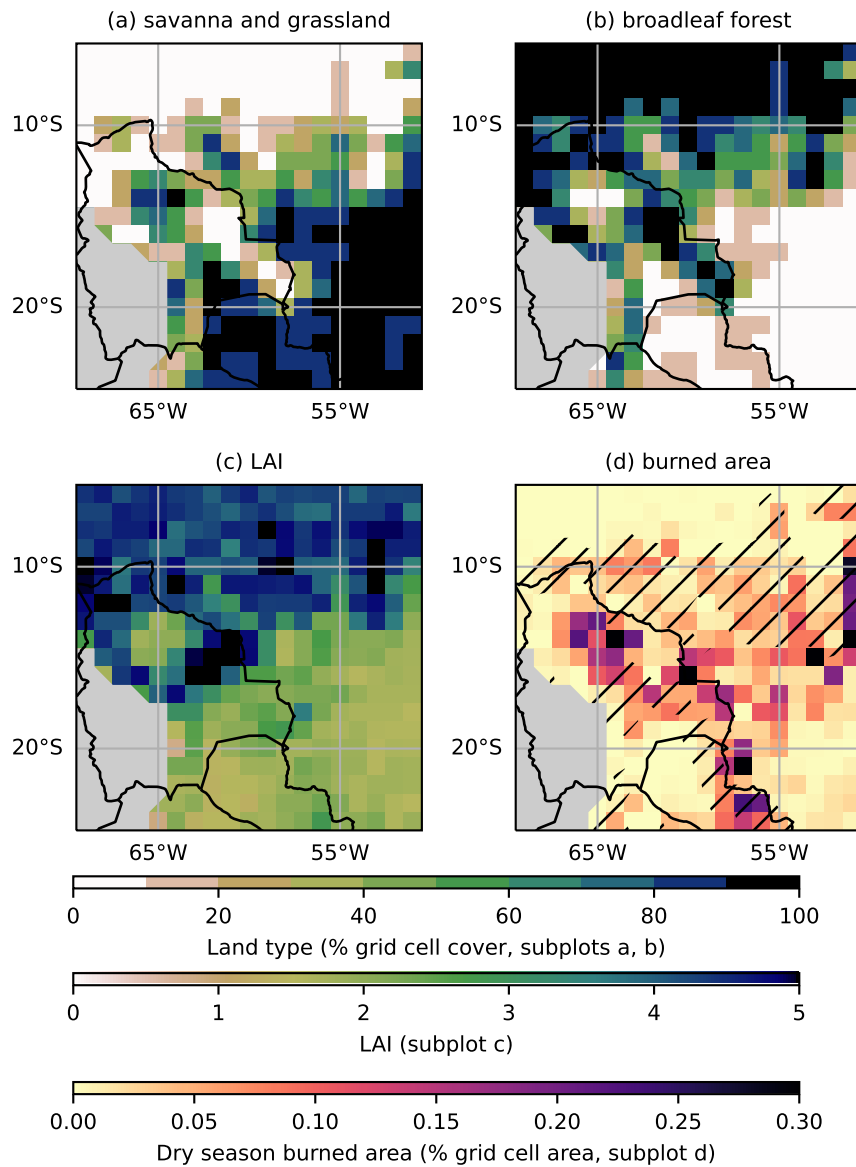 (a) savanna and grassland
(b) broadleaf forest
10°S
20°S
65°W
55°W
10°S
20°S
65°W
55°W
(c) LAI
(d) burned area
10°S
20°S
65°W
55°W
10°S
20°S
65°W
55°W
0 20 40 60 80 100
Land type (% grid cell cover, subplots a, b)
0 1 2 3 4 5
LAI (subplot c)
0.00 0.05 0.10 0.15 0.20 0.25 0.30
Dry season burned area (% grid cell area, subplot d)